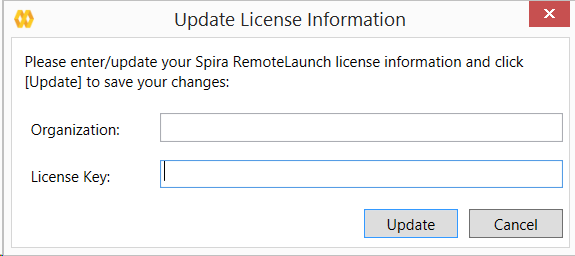 Update License Information
Please enter/update your Spira RemoteLaunch license information and click
[Update] to save your changes:
Organization:
License Key:
Update Cancel